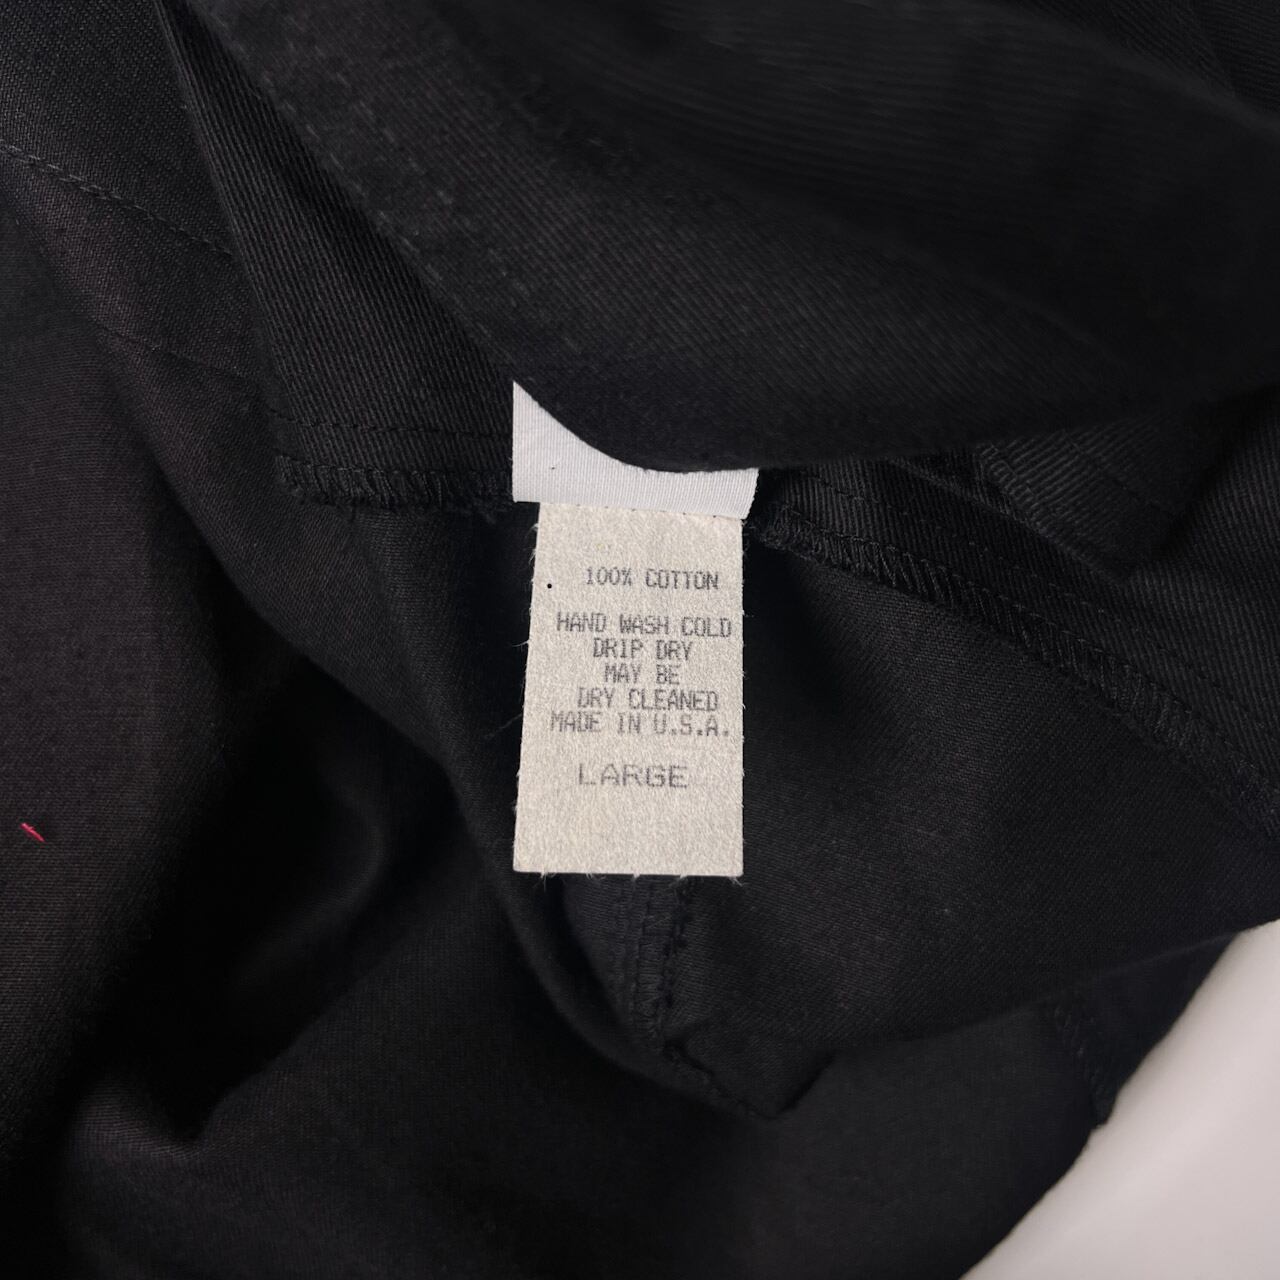 100% COTTON
HAND WASH COLD
DRIP DRY
MAY BE
DRY CLEANED
MADE IN U.S.A.
LARGE